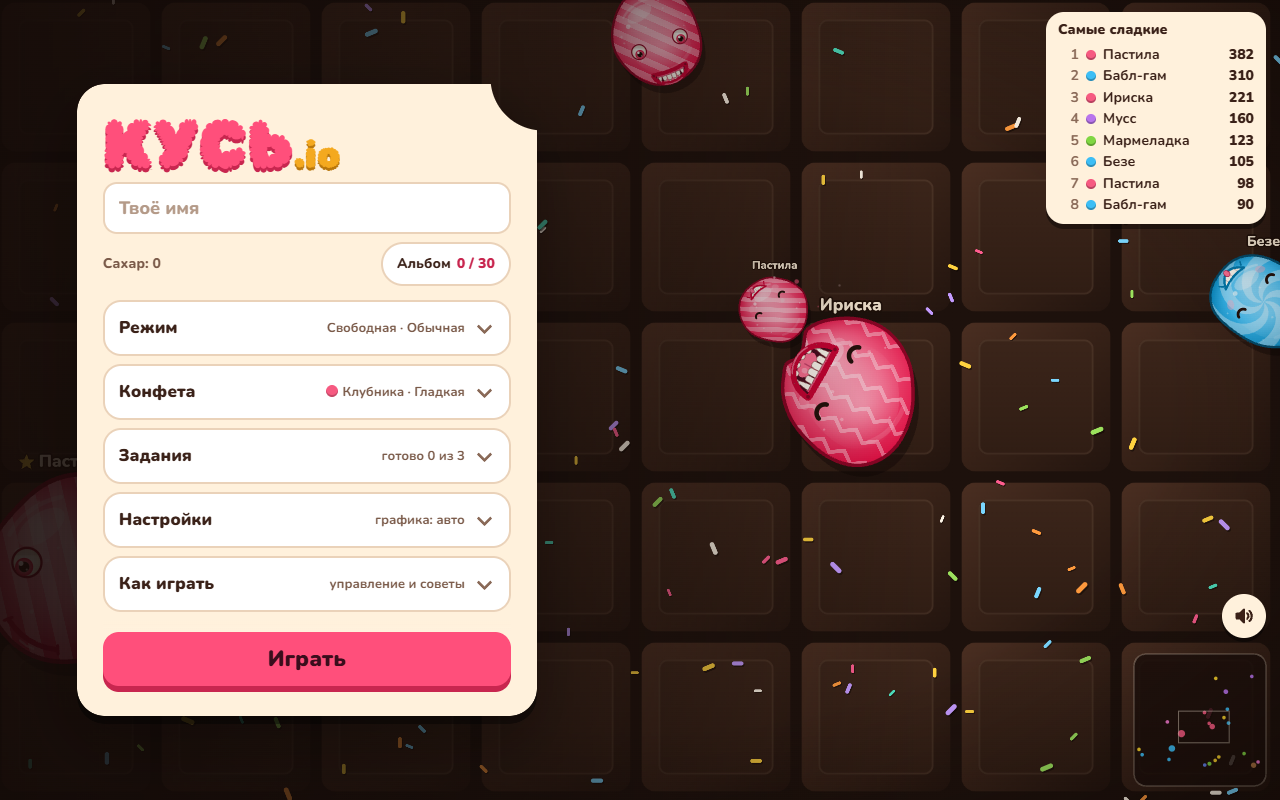 КУСЬ.io
Твоё имя
Сахар: 0
Альбом 0 / 30
Режим Свободная · Обычная
Конфета Клубника · Гладкая
Задания готово 0 из 3
Настройки графика: авто
Как играть управление и советы
Играть
Паст
Пастила
Ириска
Безе
Самые сладкие
1 Пастила 382
2 Бабл-гам 310
3 Ириска 221
4 Мусс 160
5 Мармеладка 123
6 Безе 105
7 Пастила 98
8 Бабл-гам 90